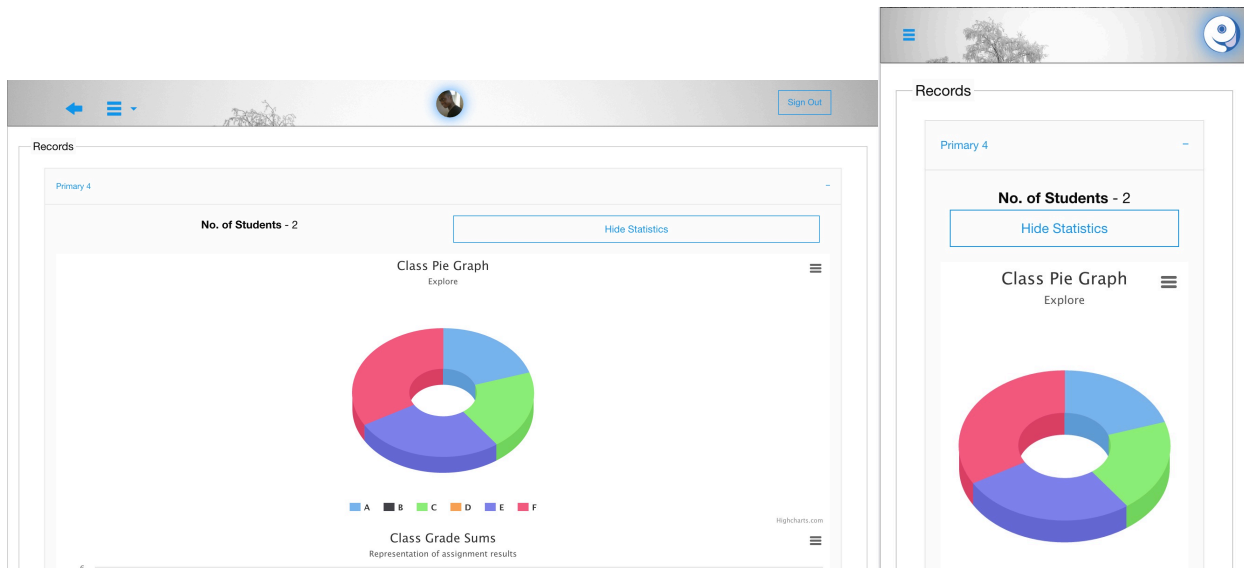 Sign Out
Records
Primary 4
−
No. of Students - 2
Hide Statistics
Class Pie Graph
Explore
A B C D E F
Highcharts.com
Class Grade Sums
Representation of assignment results
Records
Primary 4
−
No. of Students - 2
Hide Statistics
Class Pie Graph
Explore